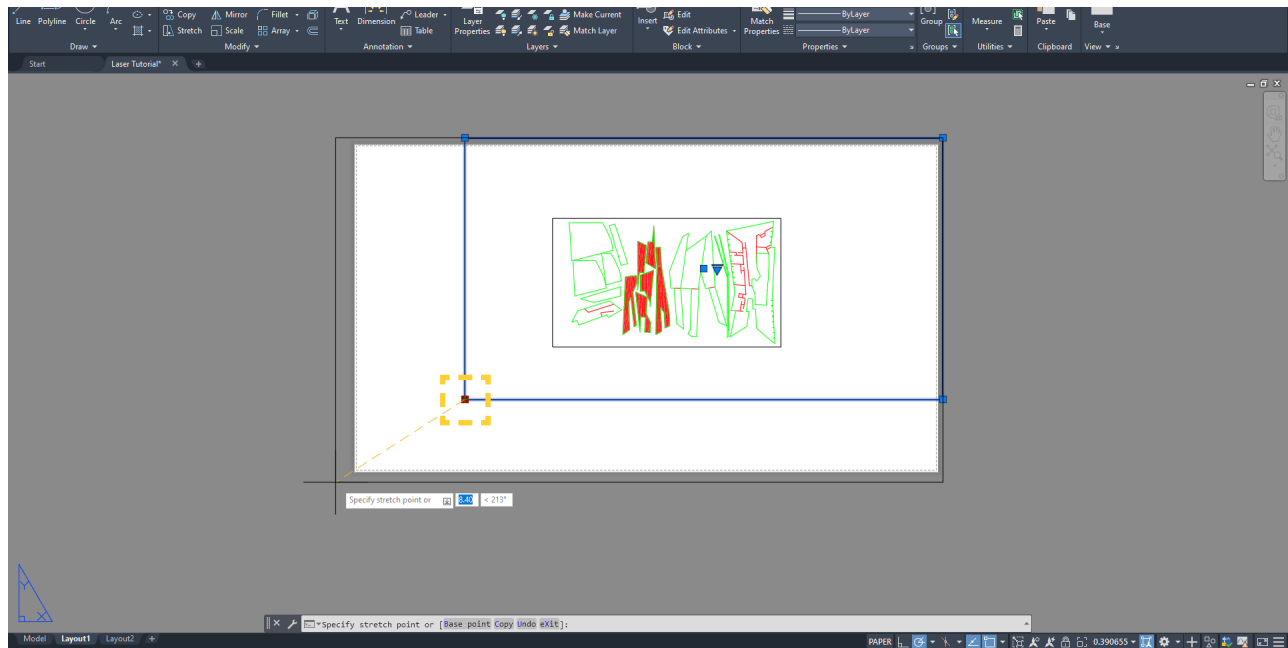 Copy Mirror Fillet Edit ByLayer
Line Polyline Circle Arc Text Dimension Leader Layer Properties Make Current Insert Match Properties Group Measure Paste Base
Stretch Scale Array Table Match Layer Edit Attributes ByLayer
Draw Modify Annotation Layers Block Properties Groups Utilities Clipboard View
Start Laser Tutorial* × +
Specify stretch point or 8.40 < 213°
Y
X
Specify stretch point or [Base point Copy Undo eXit]:
Model Layout1 Layout2 + PAPER 0.390655